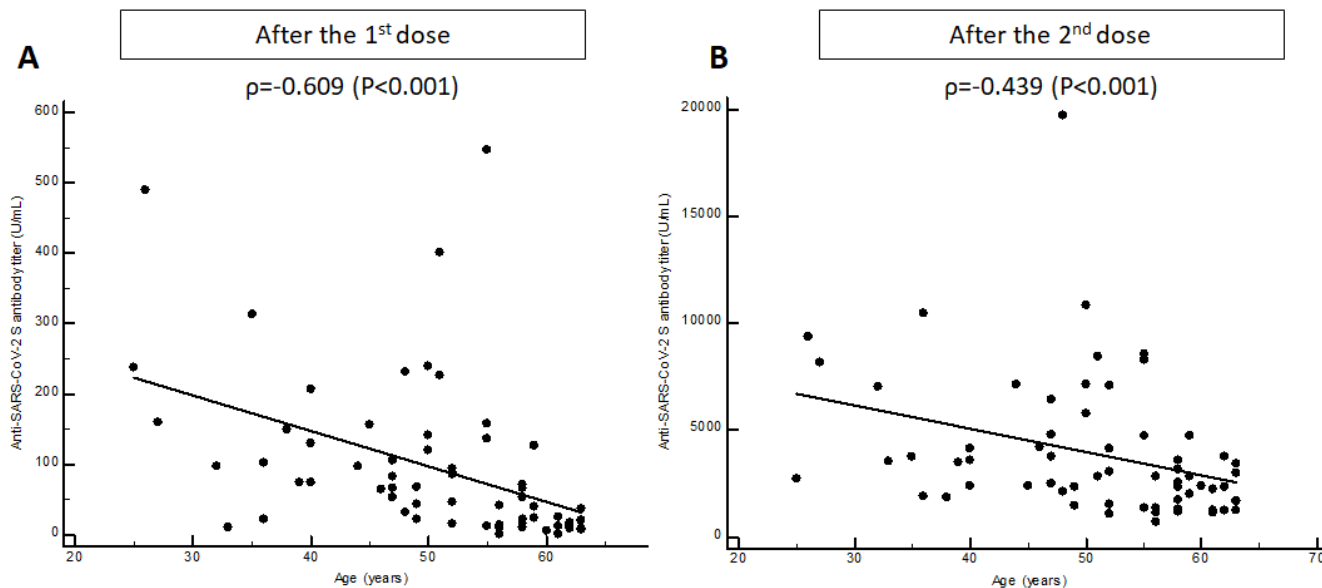 After the 1st dose
A
ρ=-0.609 (P<0.001)
600
500
400
300
200
100
0
Anti-SARS-CoV-2 S antibody titer (U/mL)
20 30 40 50 60
Age (years)
After the 2nd dose
B
ρ=-0.439 (P<0.001)
20000
15000
10000
5000
0
Anti-SARS-CoV-2 S antibody titer (U/mL)
20 30 40 50 60 70
Age (years)